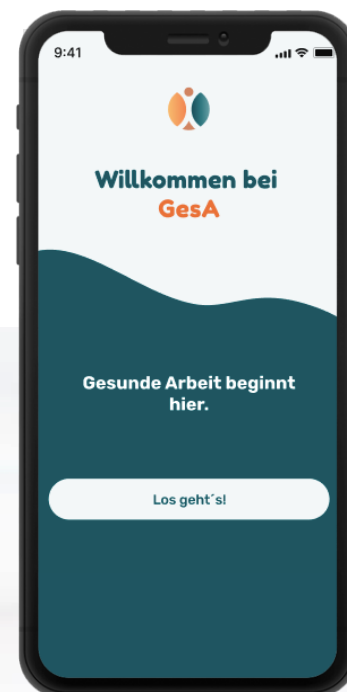 9:41
Willkommen bei
GesA
Gesunde Arbeit beginnt
hier.
Los geht´s!